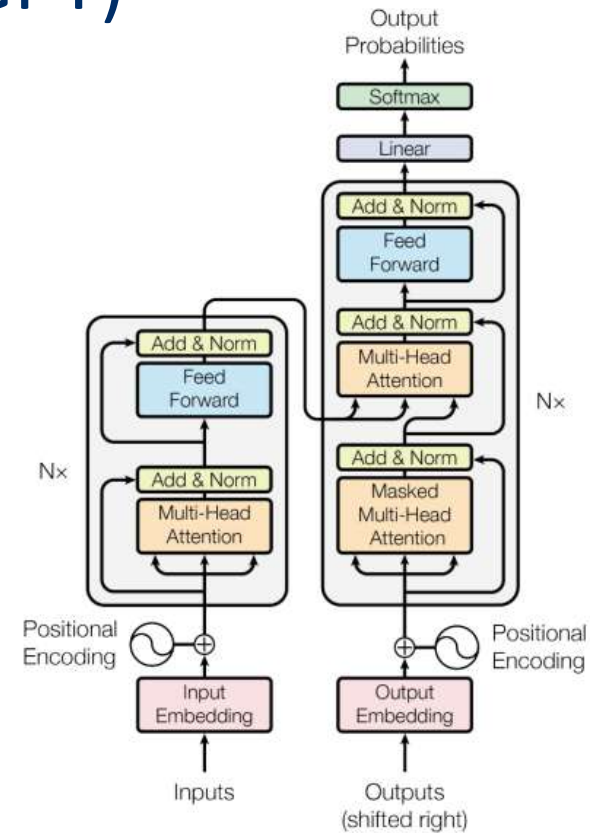 Output
Probabilities
Softmax
Linear
Add & Norm
Feed
Forward
Add & Norm
Multi-Head
Attention
Add & Norm
Masked
Multi-Head
Attention
Nx
Add & Norm
Feed
Forward
Add & Norm
Multi-Head
Attention
Nx
Positional
Encoding
Positional
Encoding
Input
Embedding
Output
Embedding
Inputs
Outputs
(shifted right)